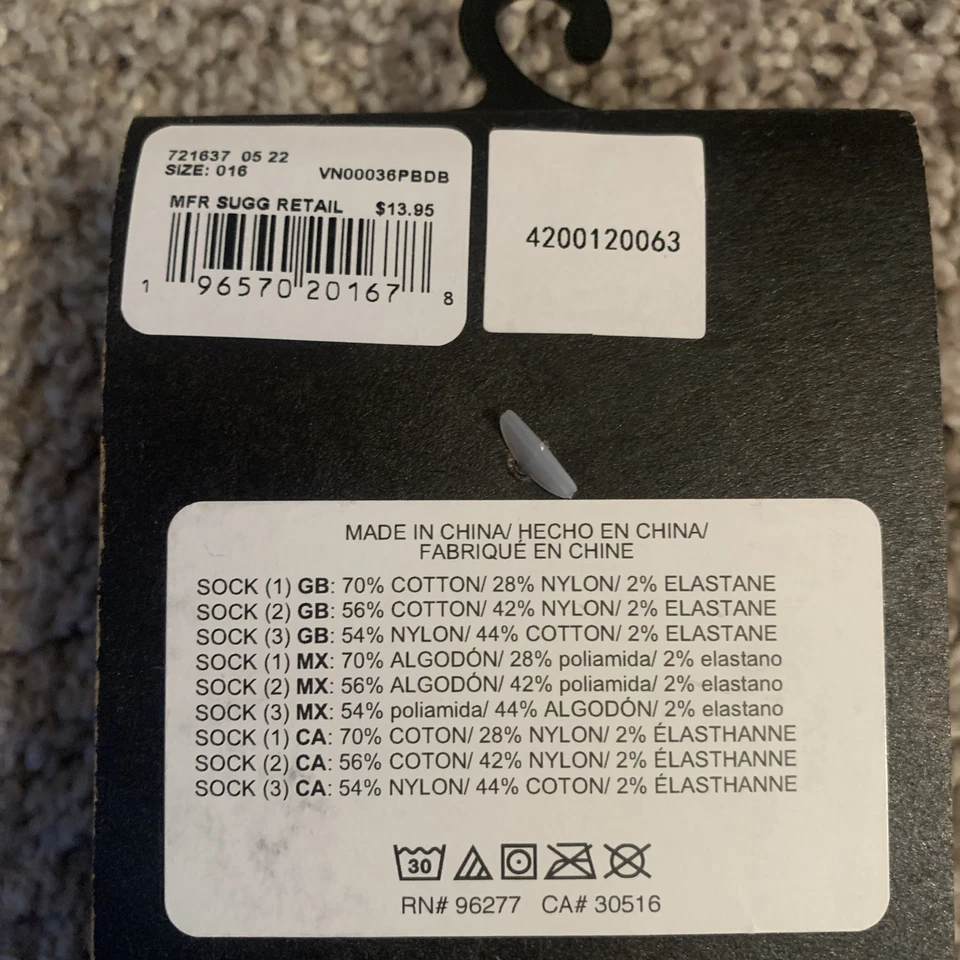 721637 05 22
SIZE: 016 VN00036PBDB
MFR SUGG RETAIL $13.95
1 96570 20167 8
4200120063
MADE IN CHINA/ HECHO EN CHINA/
FABRIQUÉ EN CHINE
SOCK (1) GB: 70% COTTON/ 28% NYLON/ 2% ELASTANE
SOCK (2) GB: 56% COTTON/ 42% NYLON/ 2% ELASTANE
SOCK (3) GB: 54% NYLON/ 44% COTTON/ 2% ELASTANE
SOCK (1) MX: 70% ALGODÓN/ 28% poliamida/ 2% elastano
SOCK (2) MX: 56% ALGODÓN/ 42% poliamida/ 2% elastano
SOCK (3) MX: 54% poliamida/ 44% ALGODÓN/ 2% elastano
SOCK (1) CA: 70% COTON/ 28% NYLON/ 2% ÉLASTHANNE
SOCK (2) CA: 56% COTON/ 42% NYLON/ 2% ÉLASTHANNE
SOCK (3) CA: 54% NYLON/ 44% COTON/ 2% ÉLASTHANNE
30
RN# 96277 CA# 30516